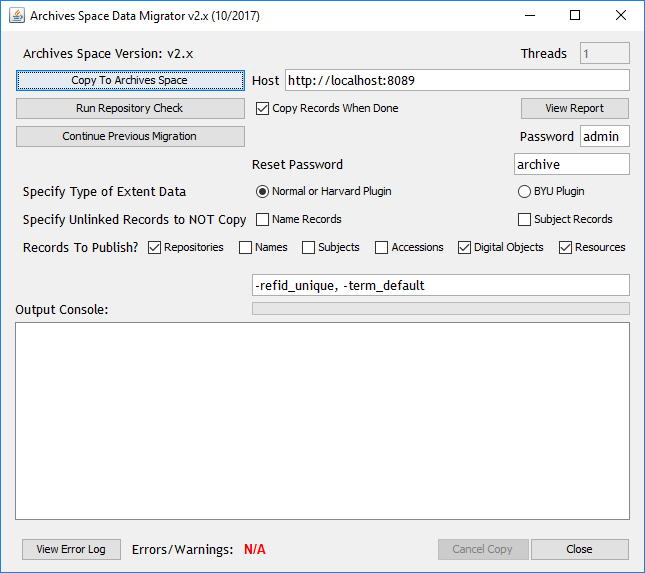 Archives Space Data Migrator v2.x (10/2017)
Archives Space Version: v2.x Threads 1
Copy To Archives Space Host http://localhost:8089
Run Repository Check Copy Records When Done View Report
Continue Previous Migration Password admin
Reset Password archive
Specify Type of Extent Data Normal or Harvard Plugin BYU Plugin
Specify Unlinked Records to NOT Copy Name Records Subject Records
Records To Publish? Repositories Names Subjects Accessions Digital Objects Resources
-refid_unique, -term_default
Output Console:
View Error Log Errors/Warnings: N/A Cancel Copy Close